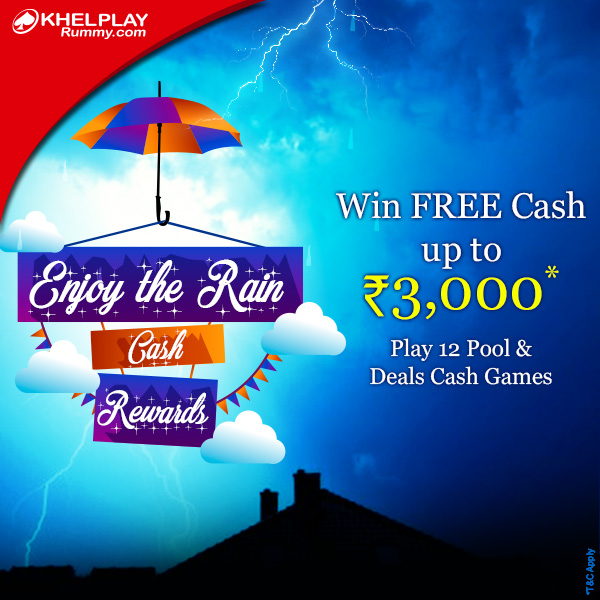 KHELPLAY
Rummy.com
Enjoy the Rain
Cash
Rewards
Win FREE Cash
up to
₹3,000*
Play 12 Pool &
Deals Cash Games
*T&C Apply